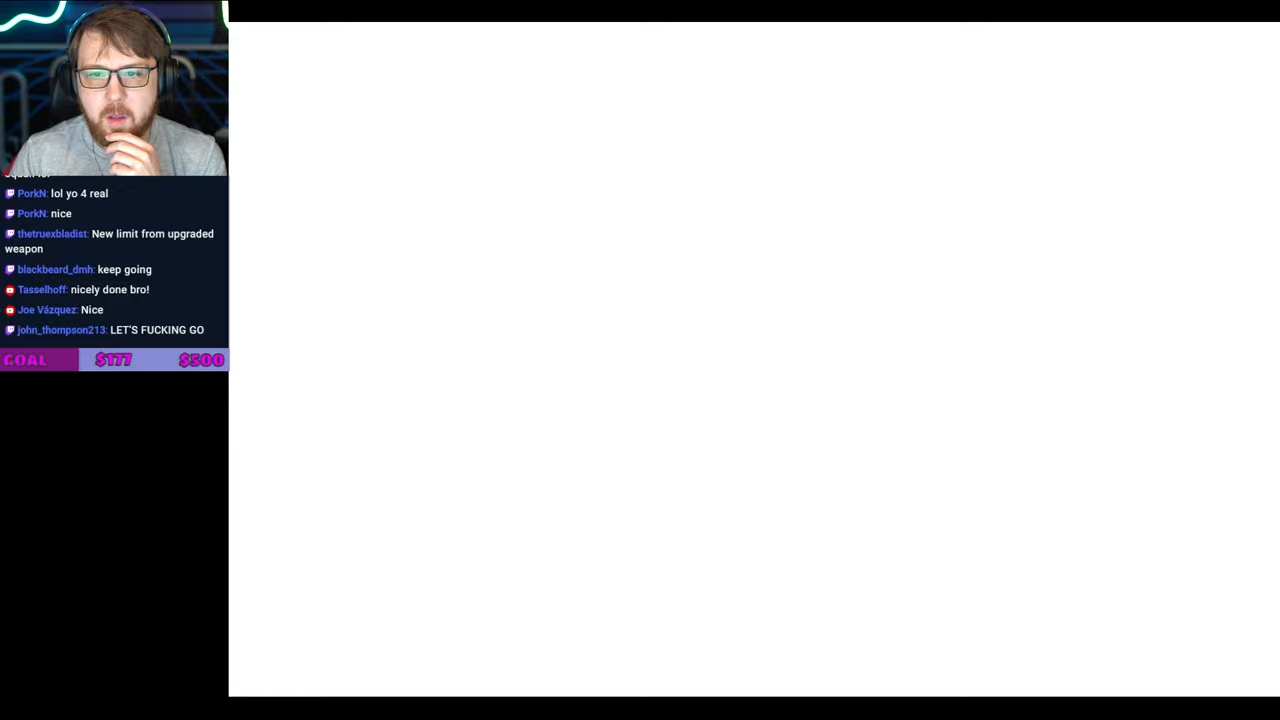 PorkN: lol yo 4 real
PorkN: nice
thetruexbladist: New limit from upgraded
weapon
blackbeard_dmh: keep going
Tasselhoff: nicely done bro!
Joe Vázquez: Nice
john_thompson213: LET'S FUCKING GO
GOAL $177 $500